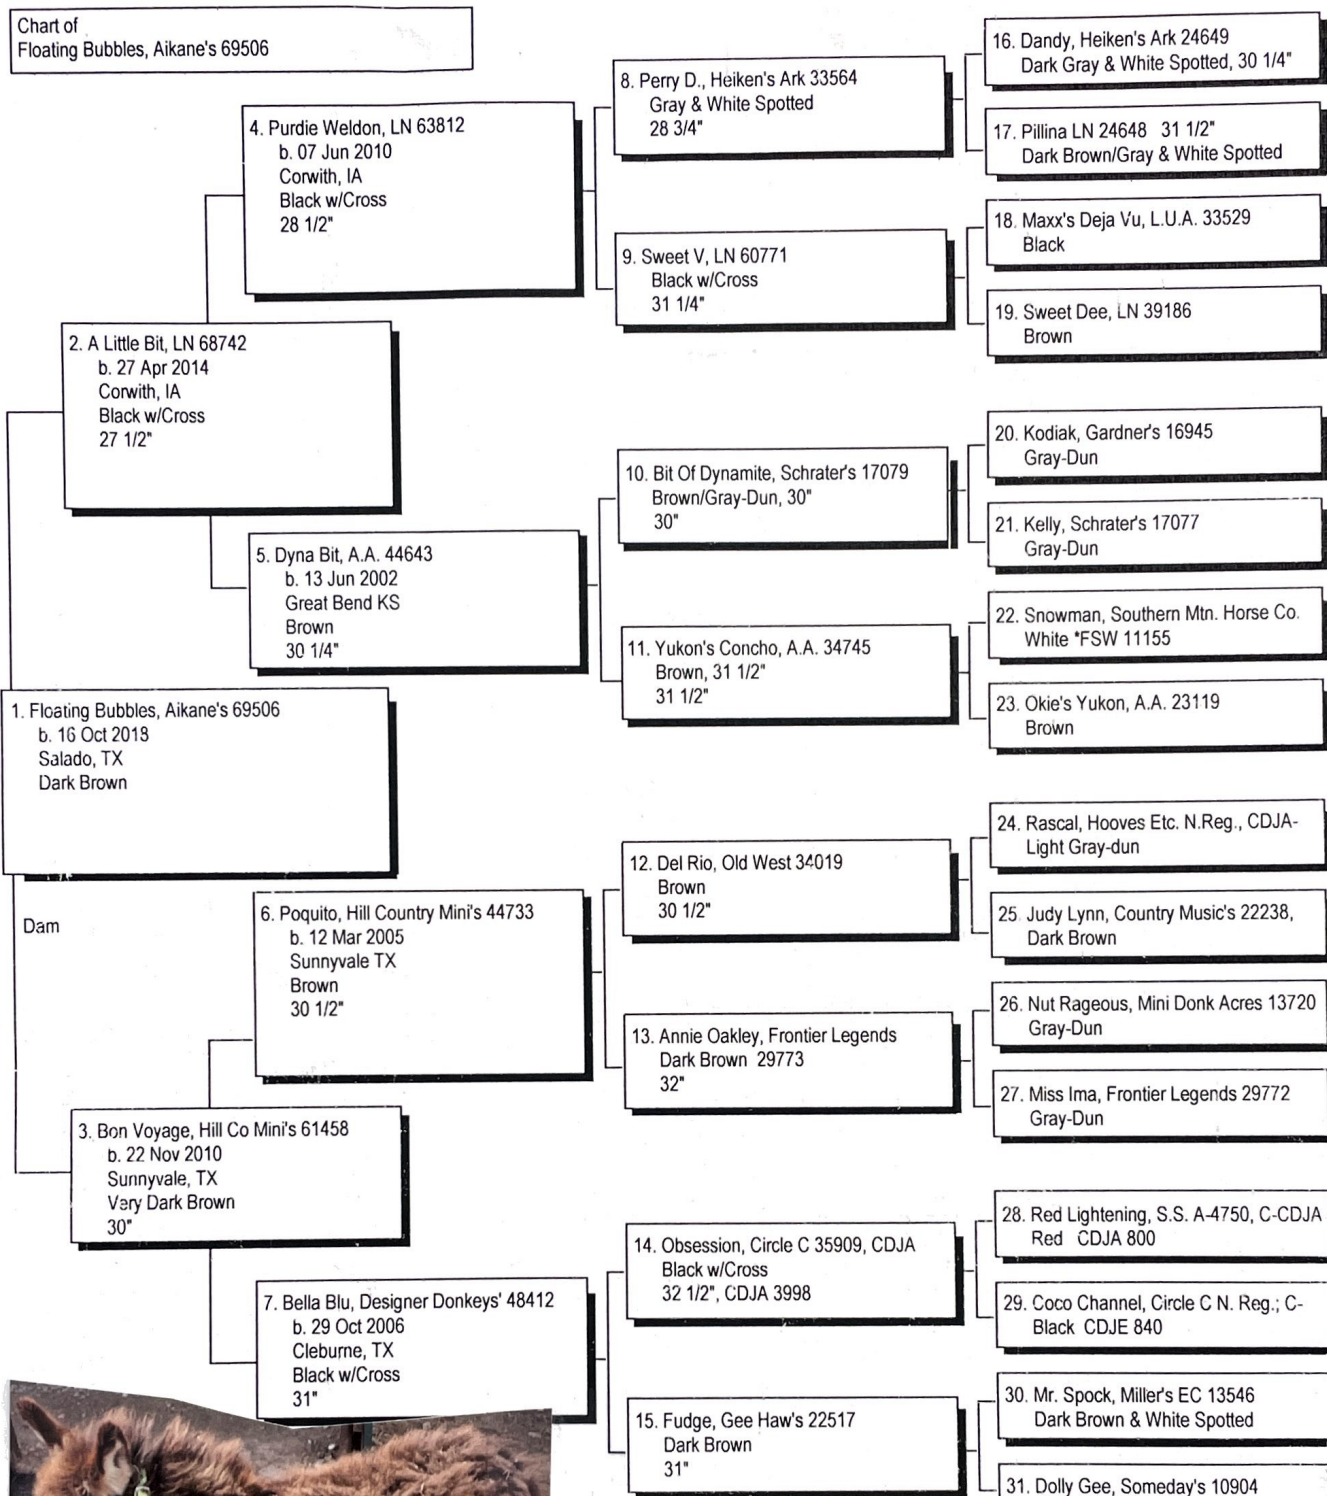 Chart of
Floating Bubbles, Aikane's 69506
1. Floating Bubbles, Aikane's 69506
b. 16 Oct 2018
Salado, TX
Dark Brown
Dam
2. A Little Bit, LN 68742
b. 27 Apr 2014
Corwith, IA
Black w/Cross
27 1/2"
3. Bon Voyage, Hill Co Mini's 61458
b. 22 Nov 2010
Sunnyvale, TX
Very Dark Brown
30"
4. Purdie Weldon, LN 63812
b. 07 Jun 2010
Corwith, IA
Black w/Cross
28 1/2"
5. Dyna Bit, A.A. 44643
b. 13 Jun 2002
Great Bend KS
Brown
30 1/4"
6. Poquito, Hill Country Mini's 44733
b. 12 Mar 2005
Sunnyvale TX
Brown
30 1/2"
7. Bella Blu, Designer Donkeys' 48412
b. 29 Oct 2006
Cleburne, TX
Black w/Cross
31"
8. Perry D., Heiken's Ark 33564
Gray & White Spotted
28 3/4"
9. Sweet V, LN 60771
Black w/Cross
31 1/4"
10. Bit Of Dynamite, Schrater's 17079
Brown/Gray-Dun, 30"
30"
11. Yukon's Concho, A.A. 34745
Brown, 31 1/2"
31 1/2"
12. Del Rio, Old West 34019
Brown
30 1/2"
13. Annie Oakley, Frontier Legends
Dark Brown 29773
32"
14. Obsession, Circle C 35909, CDJA
Black w/Cross
32 1/2", CDJA 3998
15. Fudge, Gee Haw's 22517
Dark Brown
31"
16. Dandy, Heiken's Ark 24649
Dark Gray & White Spotted, 30 1/4"
17. Pillina LN 24648 31 1/2"
Dark Brown/Gray & White Spotted
18. Maxx's Deja Vu, L.U.A. 33529
Black
19. Sweet Dee, LN 39186
Brown
20. Kodiak, Gardner's 16945
Gray-Dun
21. Kelly, Schrater's 17077
Gray-Dun
22. Snowman, Southern Mtn. Horse Co.
White *FSW 11155
23. Okie's Yukon, A.A. 23119
Brown
24. Rascal, Hooves Etc. N.Reg., CDJA-
Light Gray-dun
25. Judy Lynn, Country Music's 22238,
Dark Brown
26. Nut Rageous, Mini Donk Acres 13720
Gray-Dun
27. Miss Ima, Frontier Legends 29772
Gray-Dun
28. Red Lightening, S.S. A-4750, C-CDJA
Red CDJA 800
29. Coco Channel, Circle C N. Reg.; C-
Black CDJE 840
30. Mr. Spock, Miller's EC 13546
Dark Brown & White Spotted
31. Dolly Gee, Someday's 10904